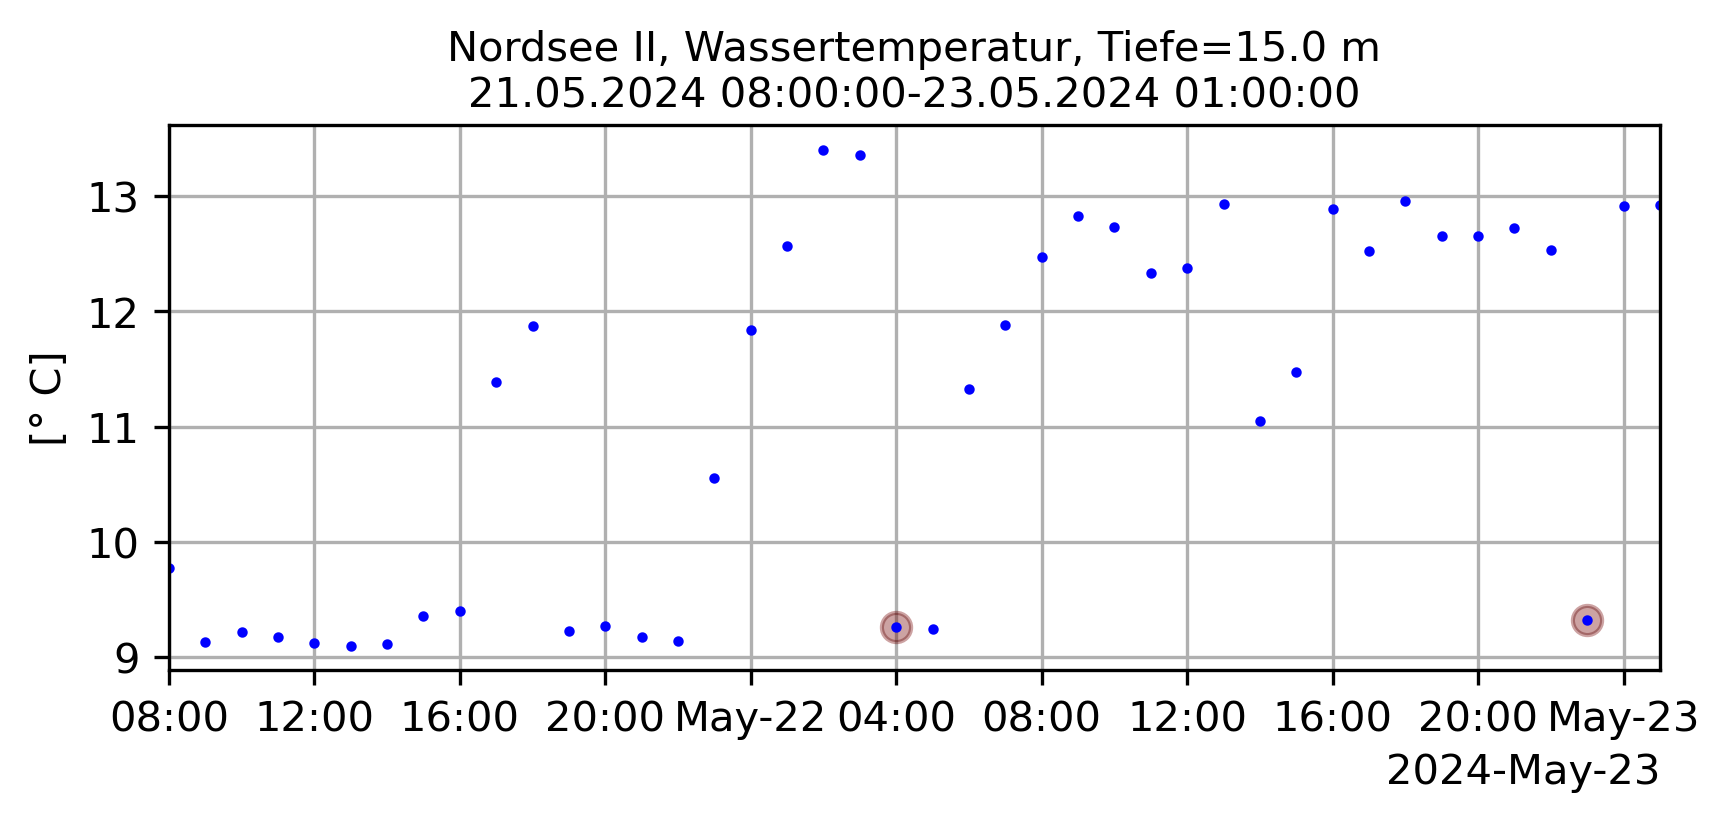 Nordsee II, Wassertemperatur, Tiefe=15.0 m
21.05.2024 08:00:00-23.05.2024 01:00:00
[° C]
13
12
11
10
9
08:00 12:00 16:00 20:00 May-22 04:00 08:00 12:00 16:00 20:00 May-23
2024-May-23